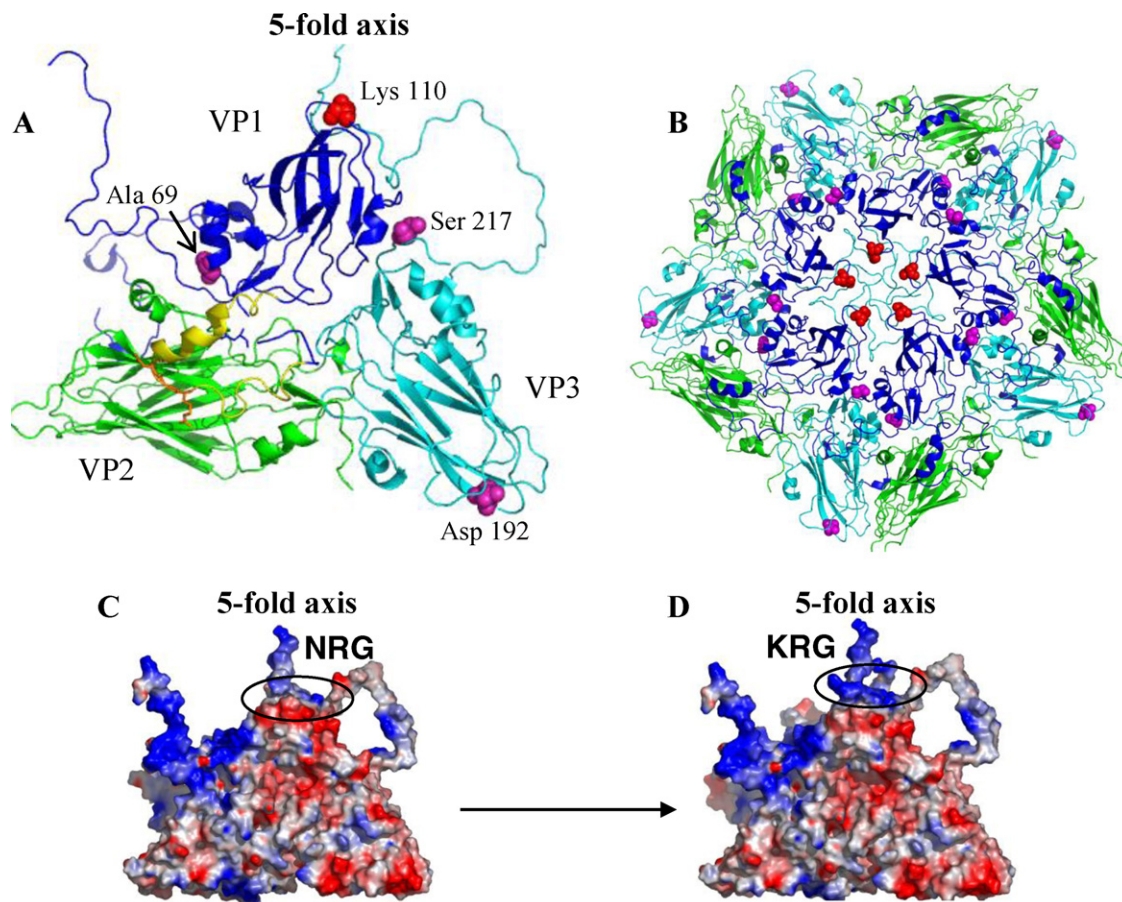 5-fold axis
A
VP1
Lys 110
Ala 69
Ser 217
VP3
VP2
Asp 192
B
C
5-fold axis
NRG
D
5-fold axis
KRG